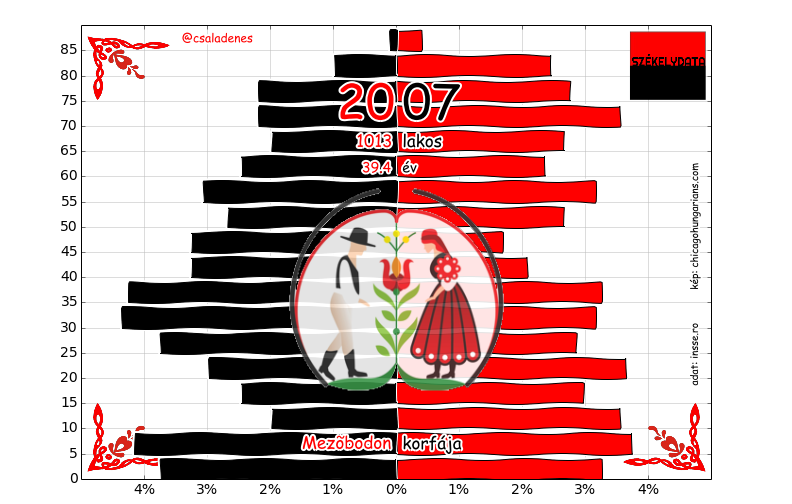 @csaladenes
SZÉKELYDATA
2007
1013 lakos
39.4 év
kép: chicagohungarians.com
adat: insse.ro
Mezőbodon korfája
85
80
75
70
65
60
55
50
45
40
35
30
25
20
15
10
5
0
4% 3% 2% 1% 0% 1% 2% 3% 4%